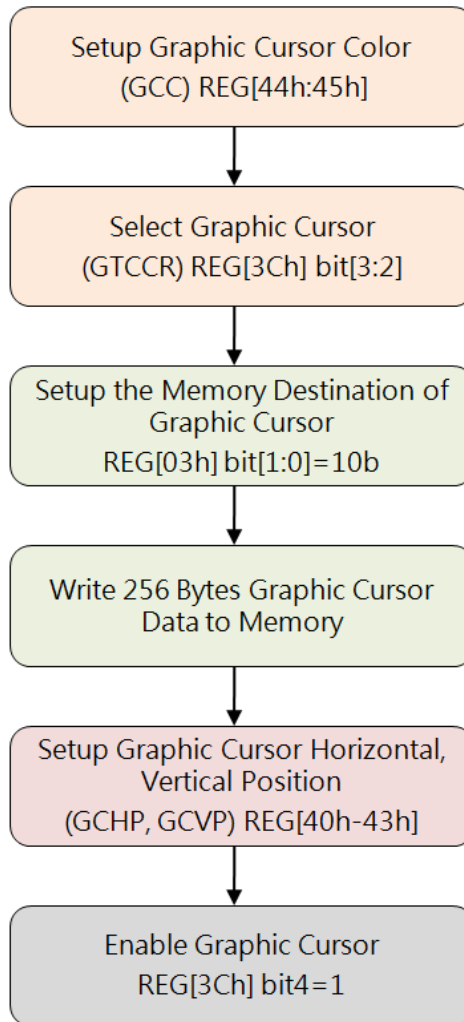 Setup Graphic Cursor Color
(GCC) REG[44h:45h]
Select Graphic Cursor
(GTCCR) REG[3Ch] bit[3:2]
Setup the Memory Destination of
Graphic Cursor
REG[03h] bit[1:0]=10b
Write 256 Bytes Graphic Cursor
Data to Memory
Setup Graphic Cursor Horizontal,
Vertical Position
(GCHP, GCVP) REG[40h-43h]
Enable Graphic Cursor
REG[3Ch] bit4=1